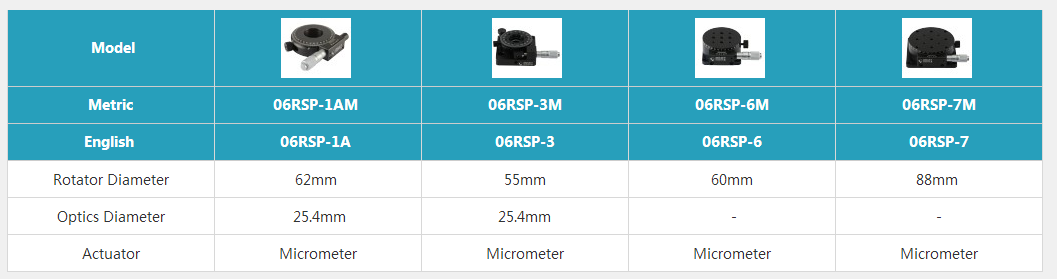 Model
Metric 06RSP-1AM 06RSP-3M 06RSP-6M 06RSP-7M
English 06RSP-1A 06RSP-3 06RSP-6 06RSP-7
Rotator Diameter 62mm 55mm 60mm 88mm
Optics Diameter 25.4mm 25.4mm - -
Actuator Micrometer Micrometer Micrometer Micrometer